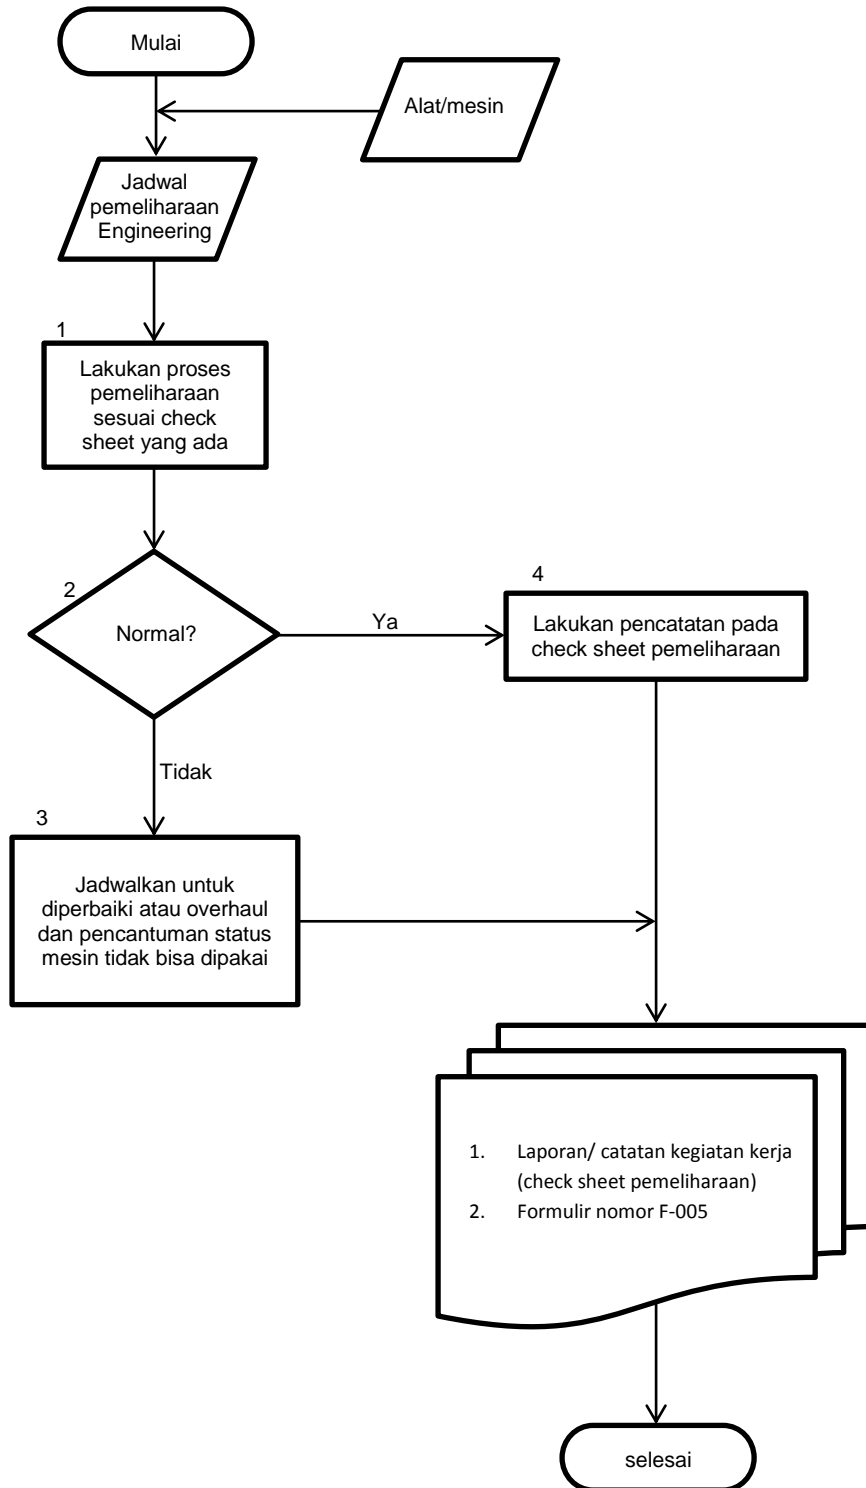 Mulai
Alat/mesin
Jadwal
pemeliharaan
Engineering
1
Lakukan proses
pemeliharaan
sesuai check
sheet yang ada
2
Normal?
Ya
4
Lakukan pencatatan pada
check sheet pemeliharaan
Tidak
3
Jadwalkan untuk
diperbaiki atau overhaul
dan pencantuman status
mesin tidak bisa dipakai
1. Laporan/ catatan kegiatan kerja
(check sheet pemeliharaan)
2. Formulir nomor F-005
selesai